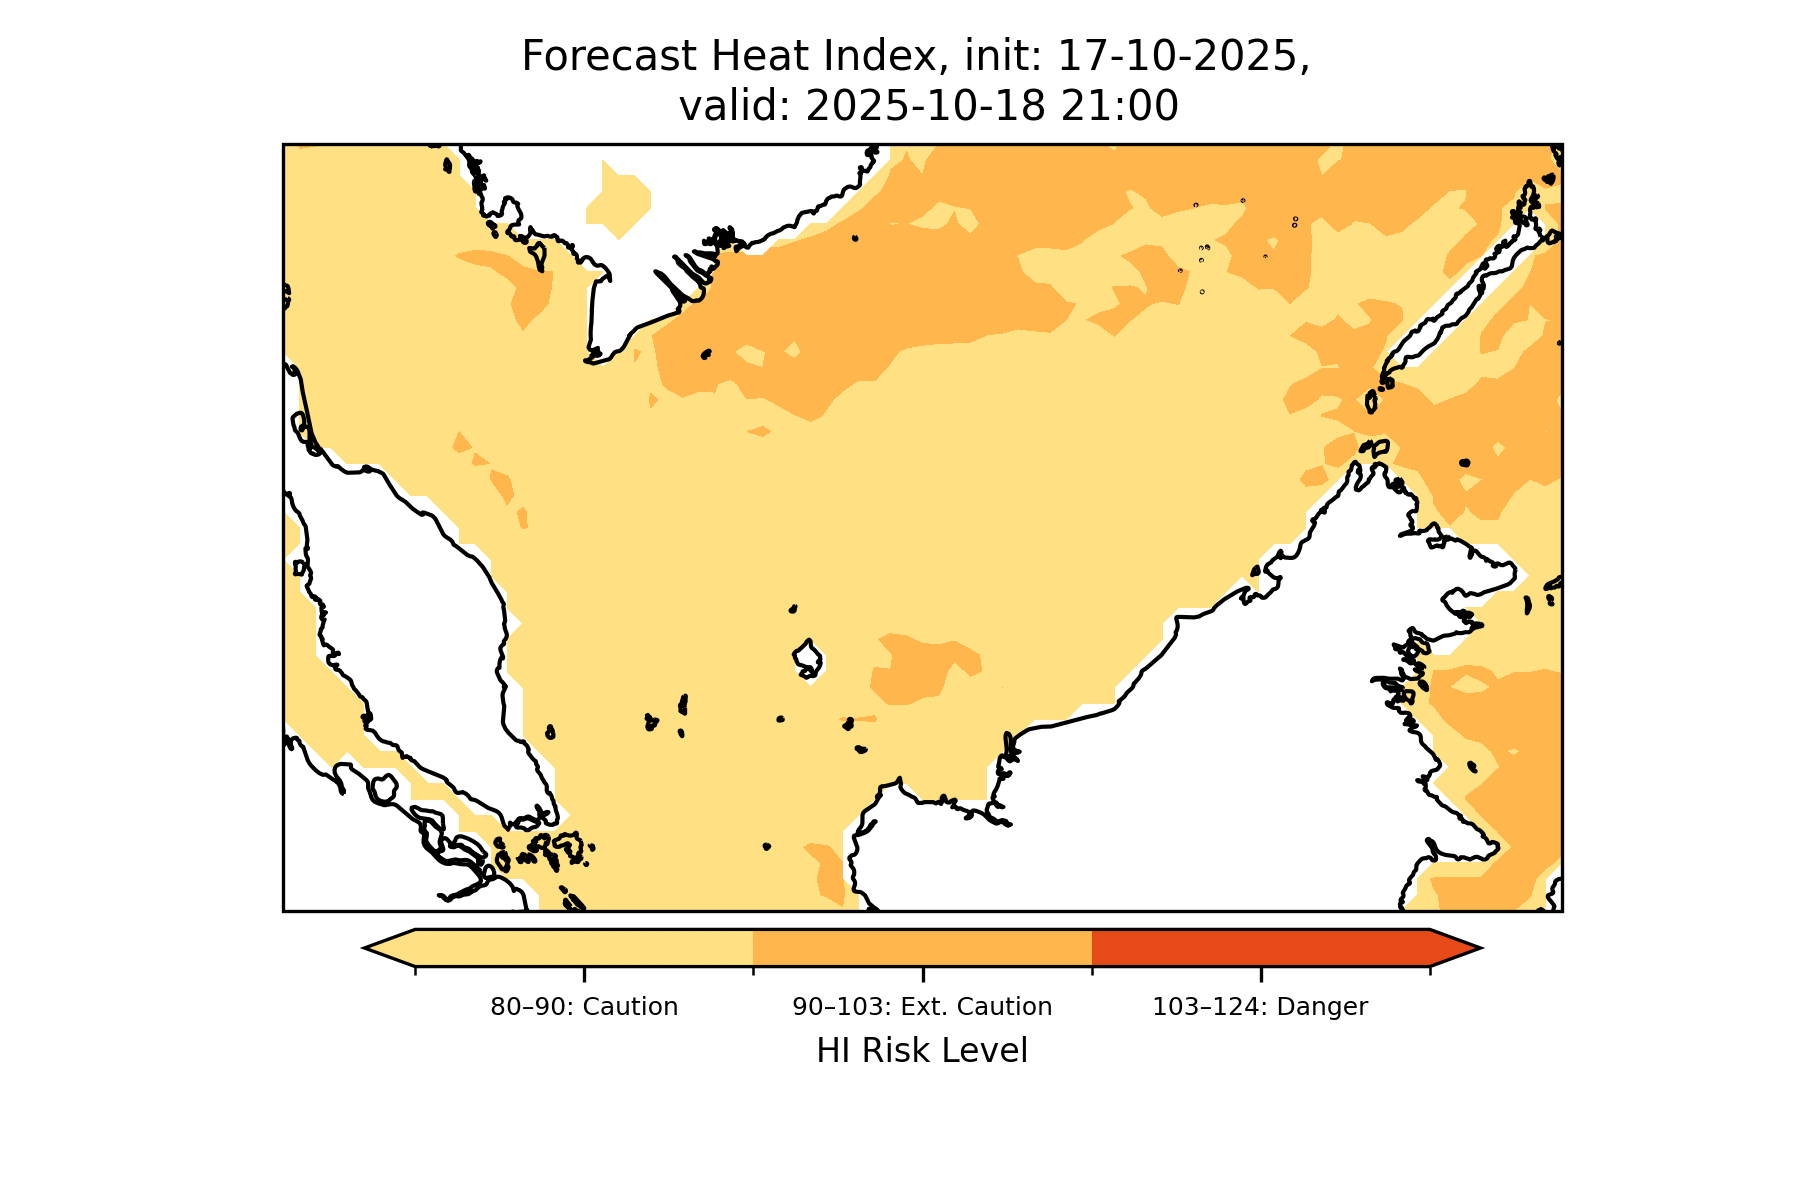 Forecast Heat Index, init: 17-10-2025,
valid: 2025-10-18 21:00
80–90: Caution
90–103: Ext. Caution
103–124: Danger
HI Risk Level